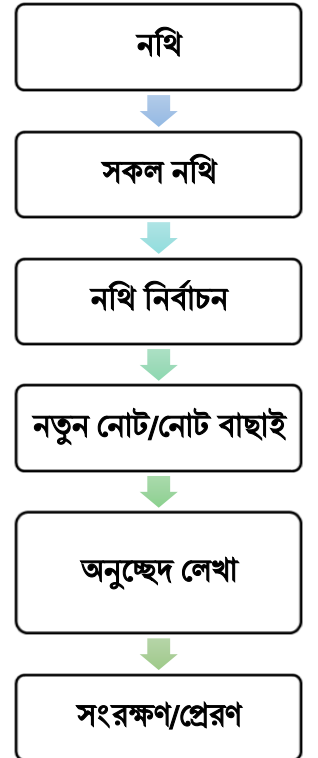 নথি
সকল নথি
নথি নির্বাচন
নতুন নোট/নোট বাছাই
অনুচ্ছেদ লেখা
সংরক্ষণ/প্রেরণ